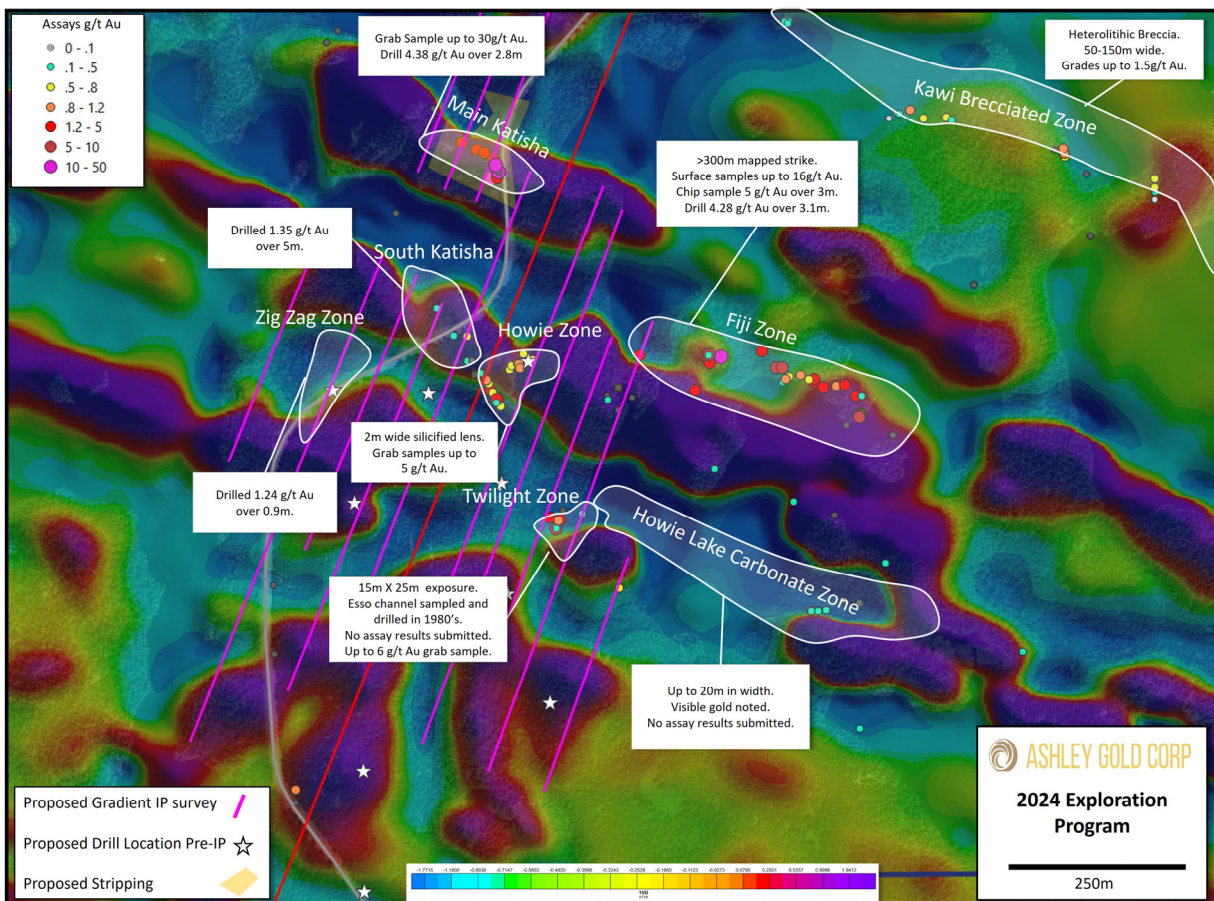 Assays g/t Au
0 - .1
.1 - .5
.5 - .8
.8 - 1.2
1.2 - 5
5 - 10
10 - 50
Grab Sample up to 30g/t Au.
Drill 4.38 g/t Au over 2.8m
Heterolithic Breccia.
50-150m wide.
Grades up to 1.5g/t Au.
Main Katisha
Kawi Brecciated Zone
>300m mapped strike.
Surface samples up to 16g/t Au.
Chip sample 5 g/t Au over 3m.
Drill 4.28 g/t Au over 3.1m.
Drilled 1.35 g/t Au
over 5m.
South Katisha
Zig Zag Zone
Howie Zone
Fiji Zone
2m wide silicified lens.
Grab samples up to
5 g/t Au.
Drilled 1.24 g/t Au
over 0.9m.
Twilight Zone
Howie Lake Carbonate Zone
15m X 25m exposure.
Esso channel sampled and
drilled in 1980's.
No assay results submitted.
Up to 6 g/t Au grab sample.
Up to 20m in width.
Visible gold noted.
No assay results submitted.
ASHLEY GOLD CORP
2024 Exploration
Program
250m
Proposed Gradient IP survey
Proposed Drill Location Pre-IP
Proposed Stripping
1VD